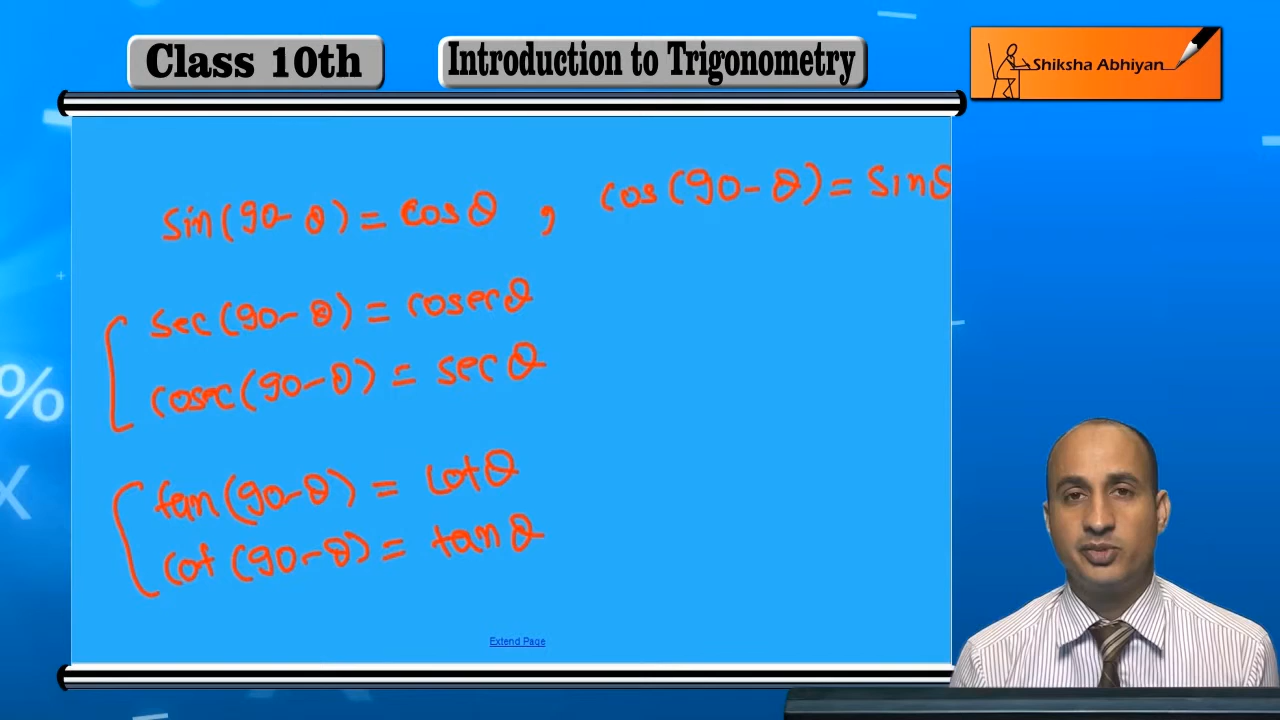 Class 10th
Introduction to Trigonometry
Shiksha Abhiyan
sin(90-θ) = cosθ , cos(90-θ) = sinθ
sec(90-θ) = cosecθ
cosec(90-θ) = secθ
tan(90-θ) = cotθ
cot(90-θ) = tanθ
Extend Page
%
X